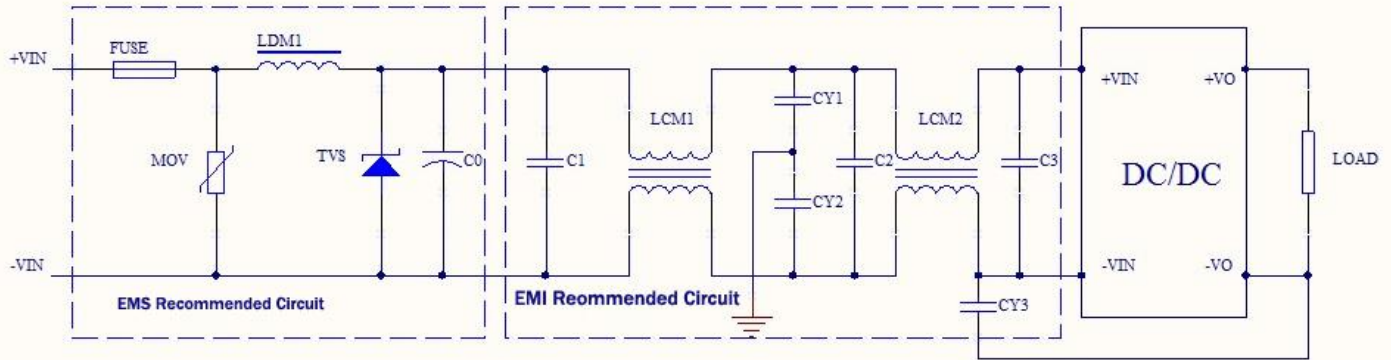 FUSE
LDM1
+VIN
MOV
TVS
C0
C1
LCM1
CY1
CY2
C2
LCM2
C3
+VIN
+VO
DC/DC
LOAD
-VIN
-VIN
-VO
EMS Recommended Circuit
EMI Reommended Circuit
CY3